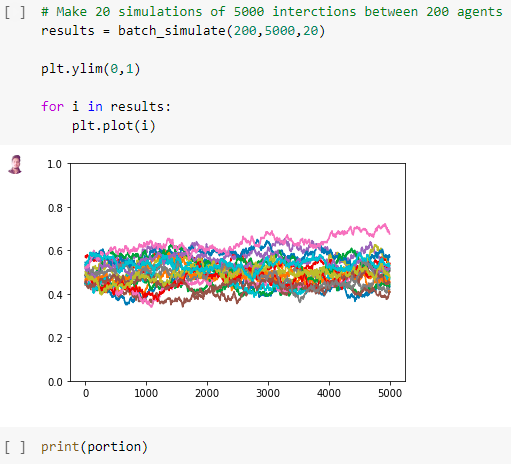 [ ] # Make 20 simulations of 5000 interctions between 200 agents
results = batch_simulate(200,5000,20)
plt.ylim(0,1)
for i in results:
plt.plot(i)
1.0
0.8
0.6
0.4
0.2
0.0
0 1000 2000 3000 4000 5000
[ ] print(portion)